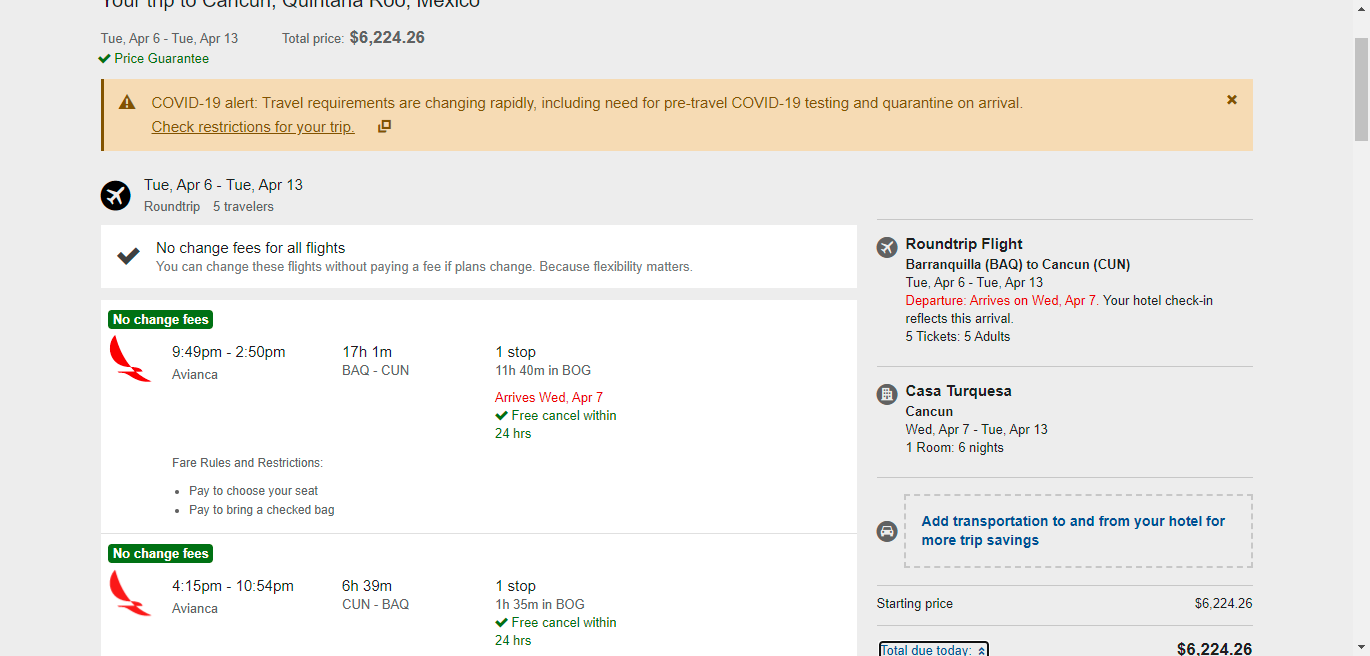 Your trip to Cancun, Quintana Roo, Mexico
Tue, Apr 6 - Tue, Apr 13 Total price: $6,224.26
Price Guarantee
COVID-19 alert: Travel requirements are changing rapidly, including need for pre-travel COVID-19 testing and quarantine on arrival.
Check restrictions for your trip.
Tue, Apr 6 - Tue, Apr 13
Roundtrip 5 travelers
No change fees for all flights
You can change these flights without paying a fee if plans change. Because flexibility matters.
No change fees
9:49pm - 2:50pm 17h 1m 1 stop
Avianca BAQ - CUN 11h 40m in BOG
Arrives Wed, Apr 7
Free cancel within
24 hrs
Fare Rules and Restrictions:
Pay to choose your seat
Pay to bring a checked bag
No change fees
4:15pm - 10:54pm 6h 39m 1 stop
Avianca CUN - BAQ 1h 35m in BOG
Free cancel within
24 hrs
Roundtrip Flight
Barranquilla (BAQ) to Cancun (CUN)
Tue, Apr 6 - Tue, Apr 13
Departure: Arrives on Wed, Apr 7. Your hotel check-in
reflects this arrival.
5 Tickets: 5 Adults
Casa Turquesa
Cancun
Wed, Apr 7 - Tue, Apr 13
1 Room: 6 nights
Add transportation to and from your hotel for
more trip savings
Starting price $6,224.26
Total due today: $6,224.26